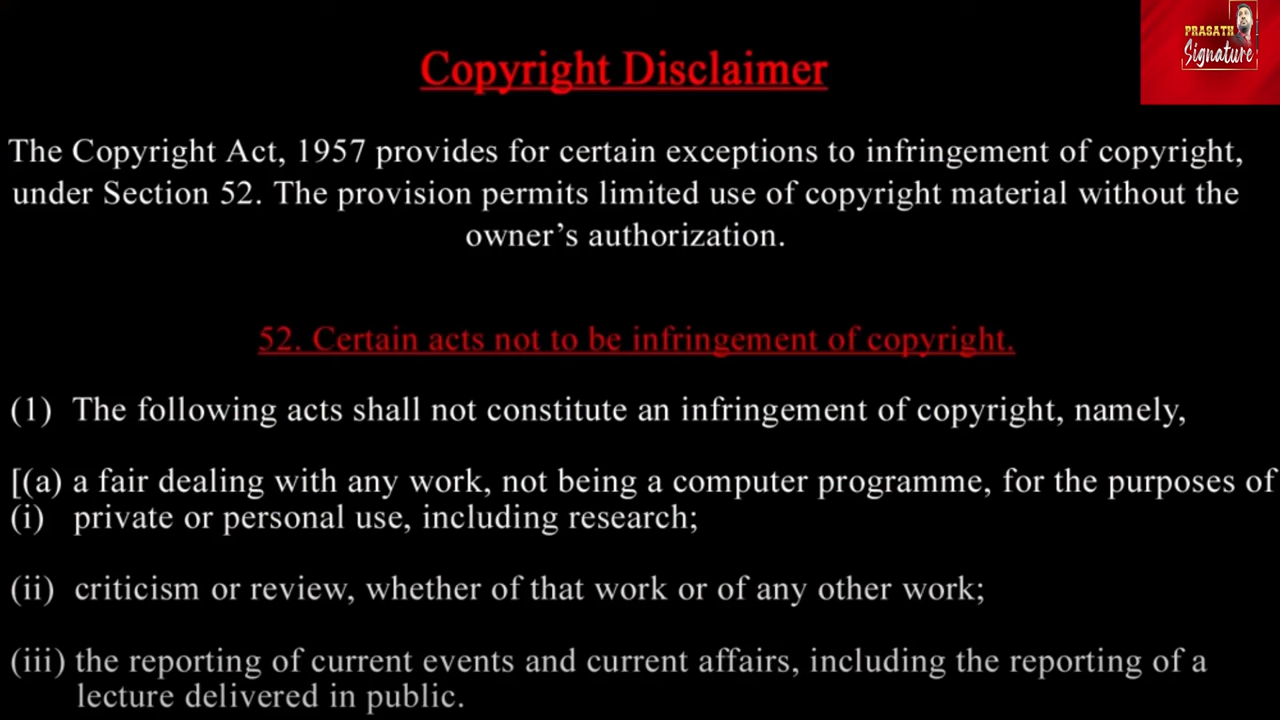 PRASATH
Signature
Copyright Disclaimer
The Copyright Act, 1957 provides for certain exceptions to infringement of copyright,
under Section 52. The provision permits limited use of copyright material without the
owner’s authorization.
52. Certain acts not to be infringement of copyright.
(1) The following acts shall not constitute an infringement of copyright, namely,
[(a) a fair dealing with any work, not being a computer programme, for the purposes of
(i) private or personal use, including research;
(ii) criticism or review, whether of that work or of any other work;
(iii) the reporting of current events and current affairs, including the reporting of a
lecture delivered in public.